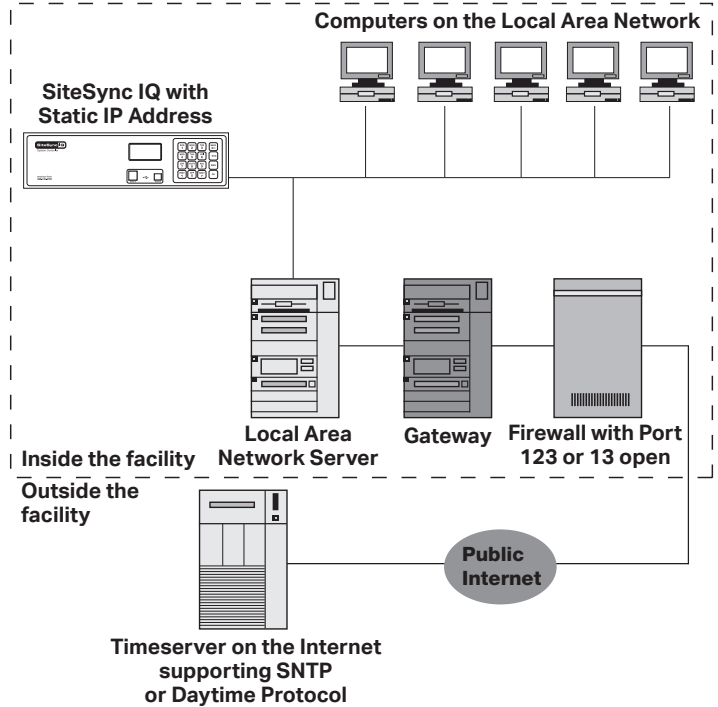 Computers on the Local Area Network
SiteSync IQ with
Static IP Address
SiteSync IQ
Local Area
Network Server
Gateway
Firewall with Port
123 or 13 open
Inside the facility
Outside the
facility
Public
Internet
Timeserver on the Internet
supporting SNTP
or Daytime Protocol